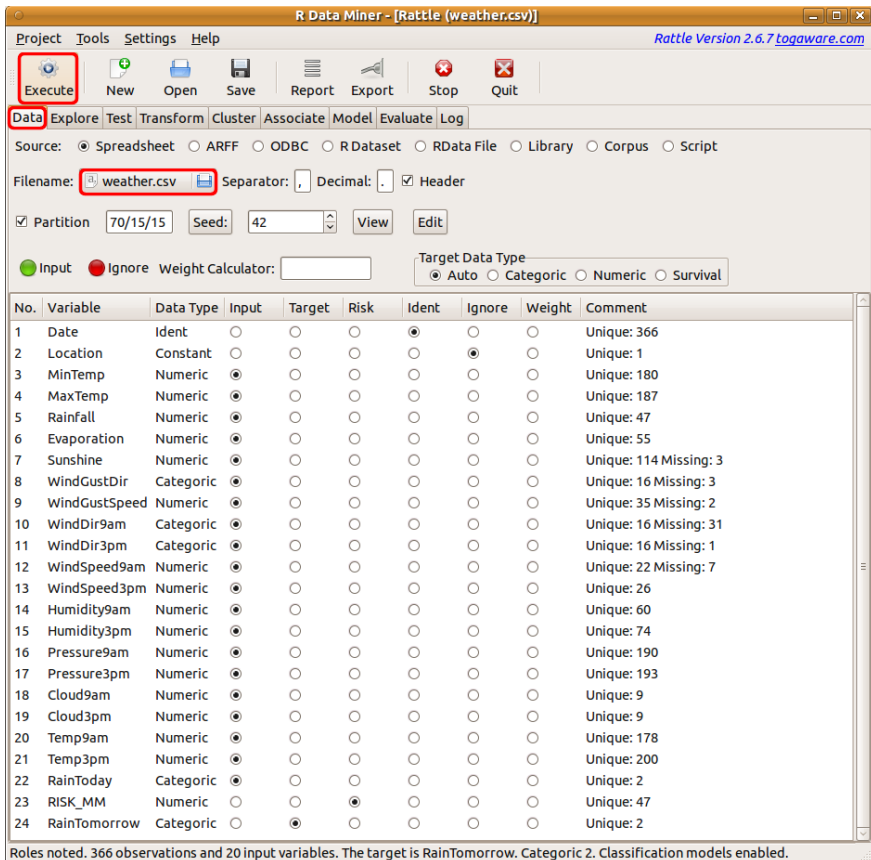 R Data Miner - [Rattle (weather.csv)]
Project Tools Settings Help Rattle Version 2.6.7 togaware.com
Execute New Open Save Report Export Stop Quit
Data Explore Test Transform Cluster Associate Model Evaluate Log
Source: Spreadsheet ARFF ODBC R Dataset RData File Library Corpus Script
Filename: weather.csv Separator: , Decimal: . Header
Partition 70/15/15 Seed: 42 View Edit
Target Data Type
Input Ignore Weight Calculator: Auto Categoric Numeric Survival
No. Variable Data Type Input Target Risk Ident Ignore Weight Comment
1 Date Ident Unique: 366
2 Location Constant Unique: 1
3 MinTemp Numeric Unique: 180
4 MaxTemp Numeric Unique: 187
5 Rainfall Numeric Unique: 47
6 Evaporation Numeric Unique: 55
7 Sunshine Numeric Unique: 114 Missing: 3
8 WindGustDir Categoric Unique: 16 Missing: 3
9 WindGustSpeed Numeric Unique: 35 Missing: 2
10 WindDir9am Categoric Unique: 16 Missing: 31
11 WindDir3pm Categoric Unique: 16 Missing: 1
12 WindSpeed9am Numeric Unique: 22 Missing: 7
13 WindSpeed3pm Numeric Unique: 26
14 Humidity9am Numeric Unique: 60
15 Humidity3pm Numeric Unique: 74
16 Pressure9am Numeric Unique: 190
17 Pressure3pm Numeric Unique: 193
18 Cloud9am Numeric Unique: 9
19 Cloud3pm Numeric Unique: 9
20 Temp9am Numeric Unique: 178
21 Temp3pm Numeric Unique: 200
22 RainToday Categoric Unique: 2
23 RISK_MM Numeric Unique: 47
24 RainTomorrow Categoric Unique: 2
Roles noted. 366 observations and 20 input variables. The target is RainTomorrow. Categoric 2. Classification models enabled.